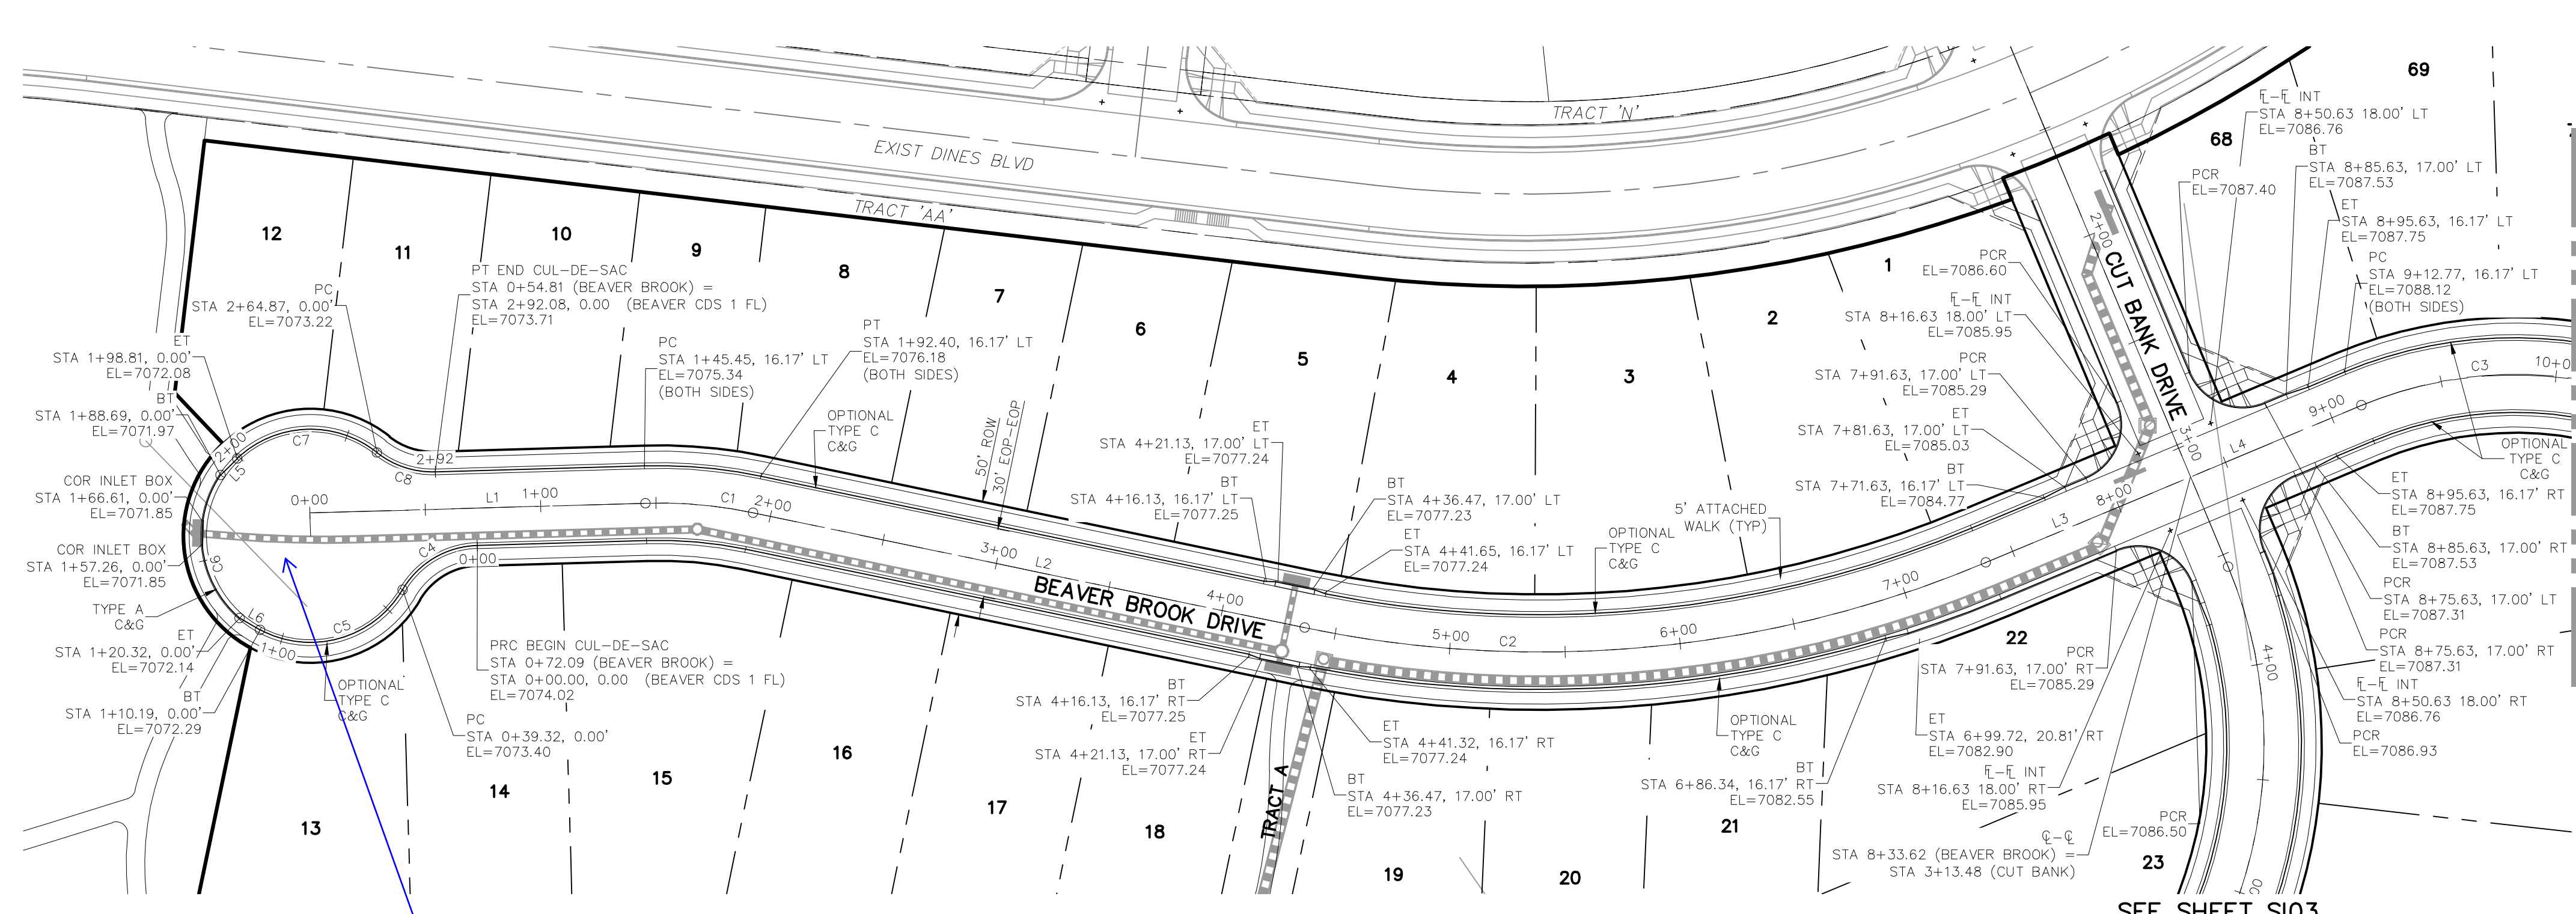 TRACT 'N'
EXIST DINES BLVD
TRACT 'AA'
69
68
℄-℄ INT
STA 8+50.63 18.00' LT
EL=7086.76
BT
STA 8+85.63, 17.00' LT
EL=7087.53
PCR
EL=7087.40
ET
STA 8+95.63, 16.17' LT
EL=7087.75
PC
STA 9+12.77, 16.17' LT
EL=7088.12
(BOTH SIDES)
12
11
10
9
8
7
6
5
4
3
2
1
PC
STA 2+64.87, 0.00'
EL=7073.22
PT END CUL-DE-SAC
STA 0+54.81 (BEAVER BROOK) =
STA 2+92.08, 0.00 (BEAVER CDS 1 FL)
EL=7073.71
ET
STA 1+98.81, 0.00'
EL=7072.08
BT
STA 1+88.69, 0.00'
EL=7071.97
COR INLET BOX
STA 1+66.61, 0.00'
EL=7071.85
COR INLET BOX
STA 1+57.26, 0.00'
EL=7071.85
TYPE A
C&G
ET
STA 1+20.32, 0.00'
EL=7072.14
BT
STA 1+10.19, 0.00'
EL=7072.29
PC
STA 1+45.45, 16.17' LT
EL=7075.34
(BOTH SIDES)
PT
STA 1+92.40, 16.17' LT
EL=7076.18
(BOTH SIDES)
OPTIONAL
TYPE C
C&G
50' ROW
30' EOP-EOP
ET
STA 4+21.13, 17.00' LT
EL=7077.24
BT
STA 4+16.13, 16.17' LT
EL=7077.25
BT
STA 4+36.47, 17.00' LT
EL=7077.23
ET
STA 4+41.65, 16.17' LT
EL=7077.24
OPTIONAL
TYPE C
C&G
5' ATTACHED
WALK (TYP)
PCR
EL=7086.60
℄-℄ INT
STA 8+16.63 18.00' LT
EL=7085.95
PCR
STA 7+91.63, 17.00' LT
EL=7085.29
ET
STA 7+81.63, 17.00' LT
EL=7085.03
BT
STA 7+71.63, 16.17' LT
EL=7084.77
2+00
CUT BANK DRIVE
3+00
4+00
C7
C8
L5
2+00
2+92
0+00
L1
1+00
C1
2+00
C4
0+00
C6
L6
C5
1+00
3+00
L2
BEAVER BROOK DRIVE
4+00
5+00
C2
6+00
7+00
L3
8+00
L4
9+00
C3
10+0
OPTIONAL
TYPE C
C&G
PRC BEGIN CUL-DE-SAC
STA 0+72.09 (BEAVER BROOK) =
STA 0+00.00, 0.00 (BEAVER CDS 1 FL)
EL=7074.02
PC
STA 0+39.32, 0.00'
EL=7073.40
OPTIONAL
TYPE C
C&G
BT
STA 4+16.13, 16.17' RT
EL=7077.25
ET
STA 4+21.13, 17.00' RT
EL=7077.24
ET
STA 4+41.32, 16.17' RT
EL=7077.24
BT
STA 4+36.47, 17.00' RT
EL=7077.23
TRACT A
OPTIONAL
TYPE C
C&G
BT
STA 6+86.34, 16.17' RT
EL=7082.55
PCR
STA 7+91.63, 17.00' RT
EL=7085.29
ET
STA 6+99.72, 20.81' RT
EL=7082.90
℄-℄ INT
STA 8+16.63 18.00' RT
EL=7085.95
℄-℄
STA 8+33.62 (BEAVER BROOK) =
STA 3+13.48 (CUT BANK)
PCR
EL=7086.50
ET
STA 8+95.63, 16.17' RT
EL=7087.75
BT
STA 8+85.63, 17.00' RT
EL=7087.53
PCR
STA 8+75.63, 17.00' LT
EL=7087.31
PCR
STA 8+75.63, 17.00' RT
EL=7087.31
℄-℄ INT
STA 8+50.63 18.00' RT
EL=7086.76
PCR
EL=7086.93
13
14
15
16
17
18
19
20
21
22
23
SEE SHEET SI03